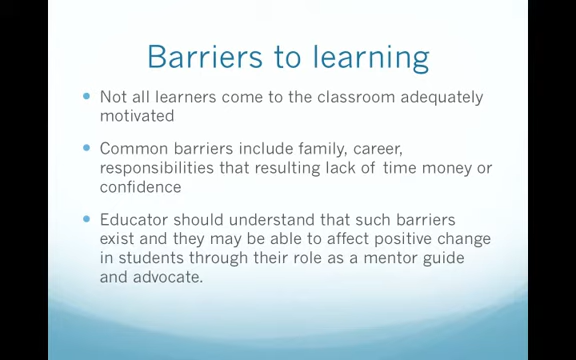 Barriers to learning
Not all learners come to the classroom adequately
motivated
Common barriers include family, career,
responsibilities that resulting lack of time money or
confidence
Educator should understand that such barriers
exist and they may be able to affect positive change
in students through their role as a mentor guide
and advocate.